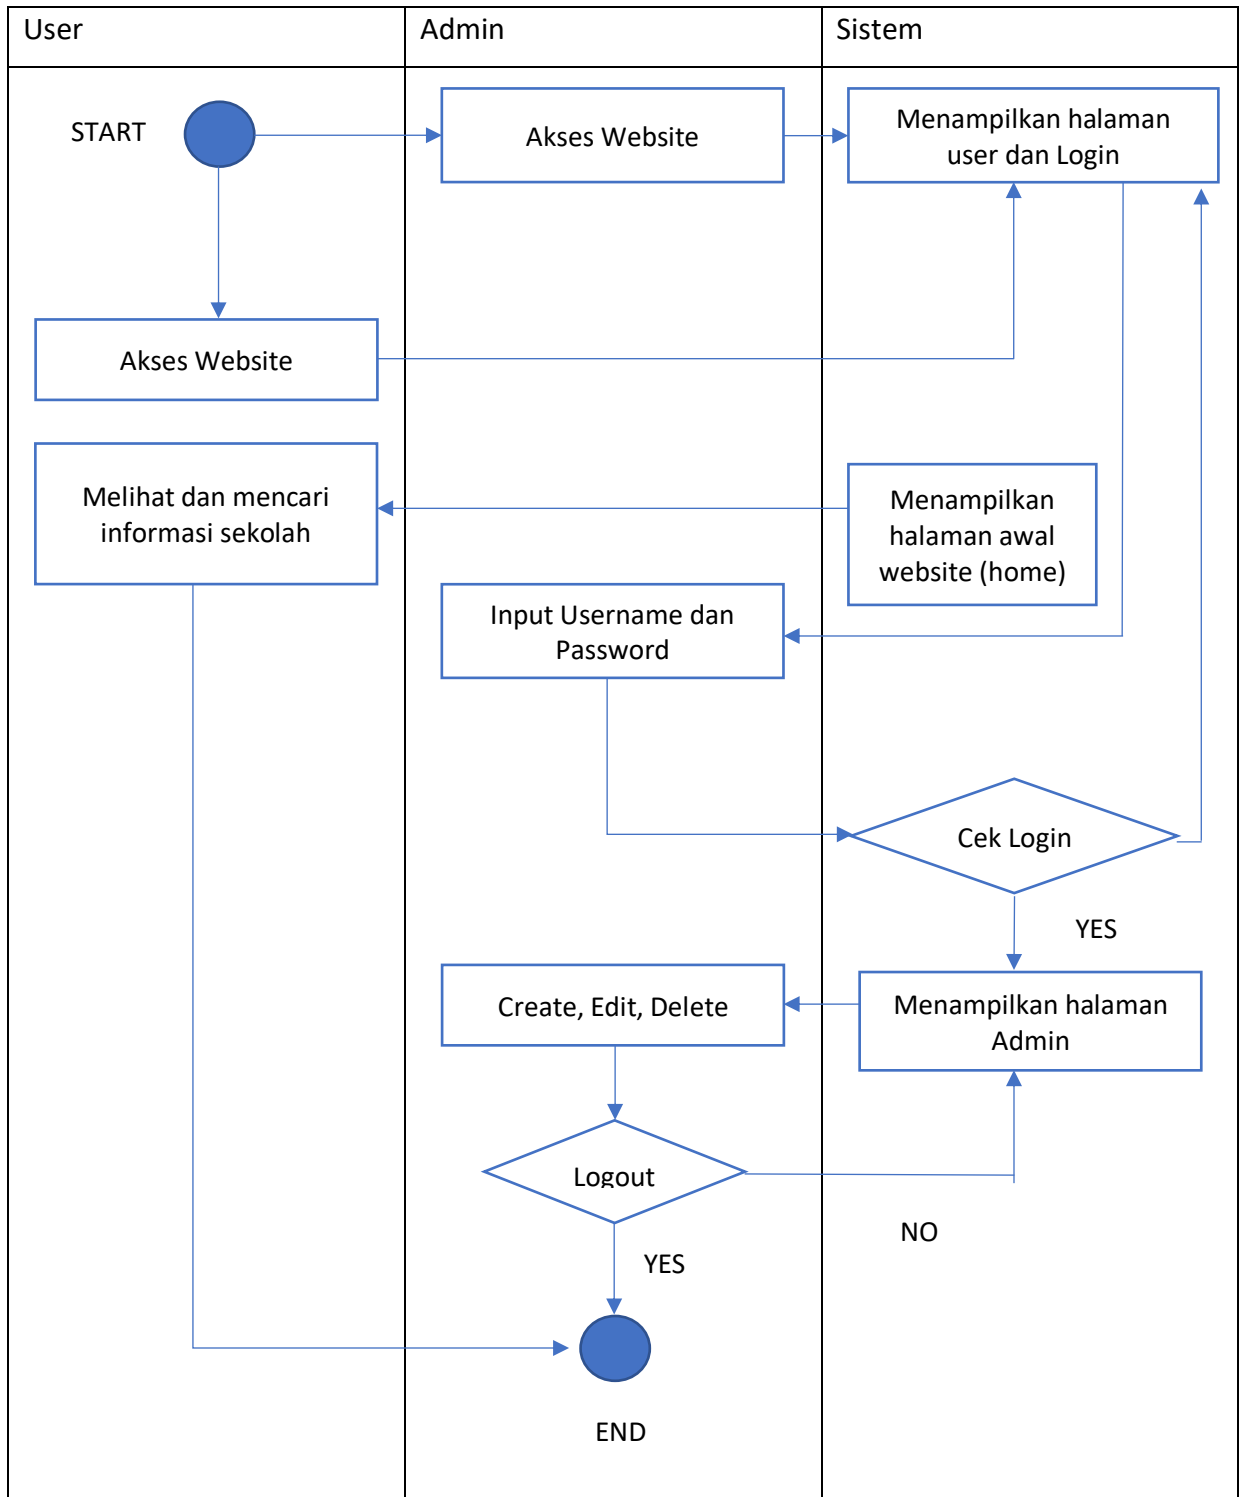 User
Admin
Sistem
START
Akses Website
Menampilkan halaman
user dan Login
Akses Website
Melihat dan mencari
informasi sekolah
Menampilkan
halaman awal
website (home)
Input Username dan
Password
Cek Login
YES
Create, Edit, Delete
Menampilkan halaman
Admin
Logout
NO
YES
END